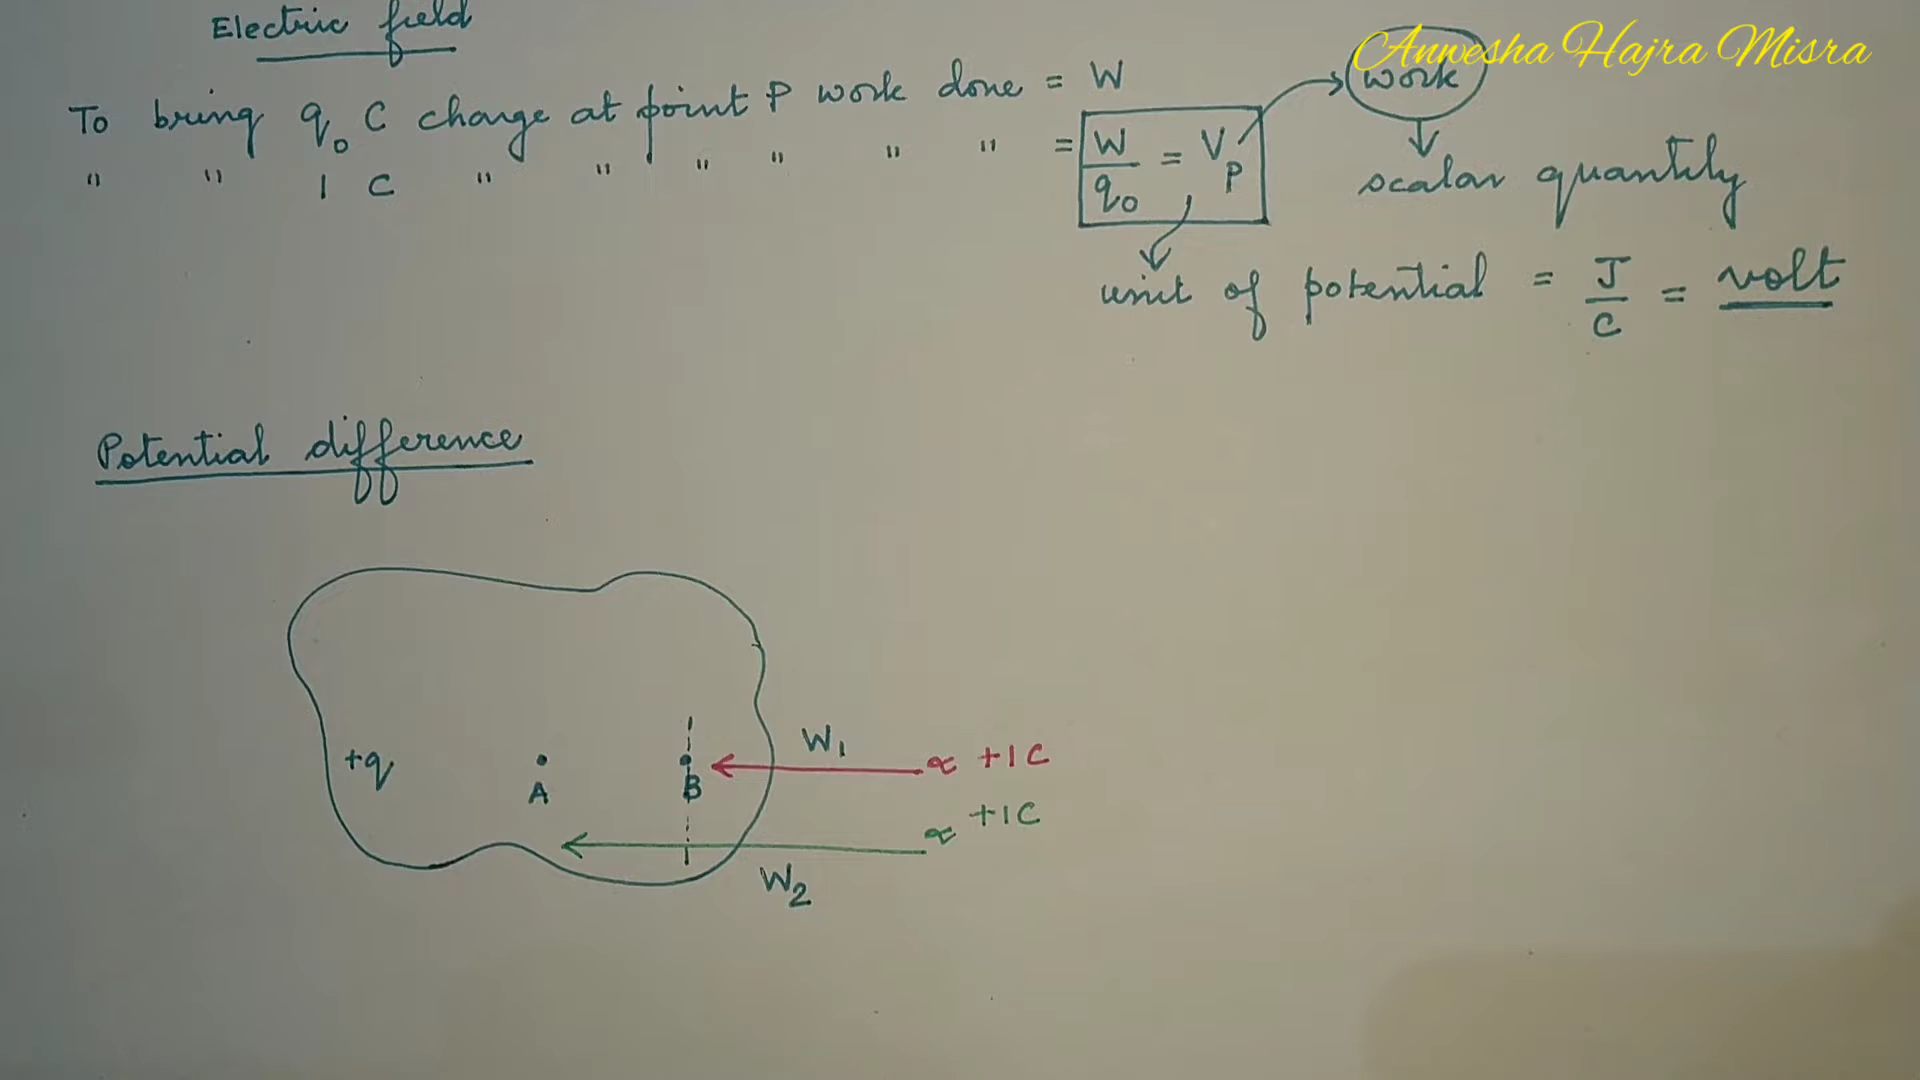 Electric field
Anwesha Hajra Misra
To bring q₀ C charge at point P work done = W
work
" " 1 C " " " " " " = W/q₀ = V_P
scalar quantity
unit of potential = J/C = volt
Potential difference
+q A B W₁ ∝ +1C
∝ +1C
W₂